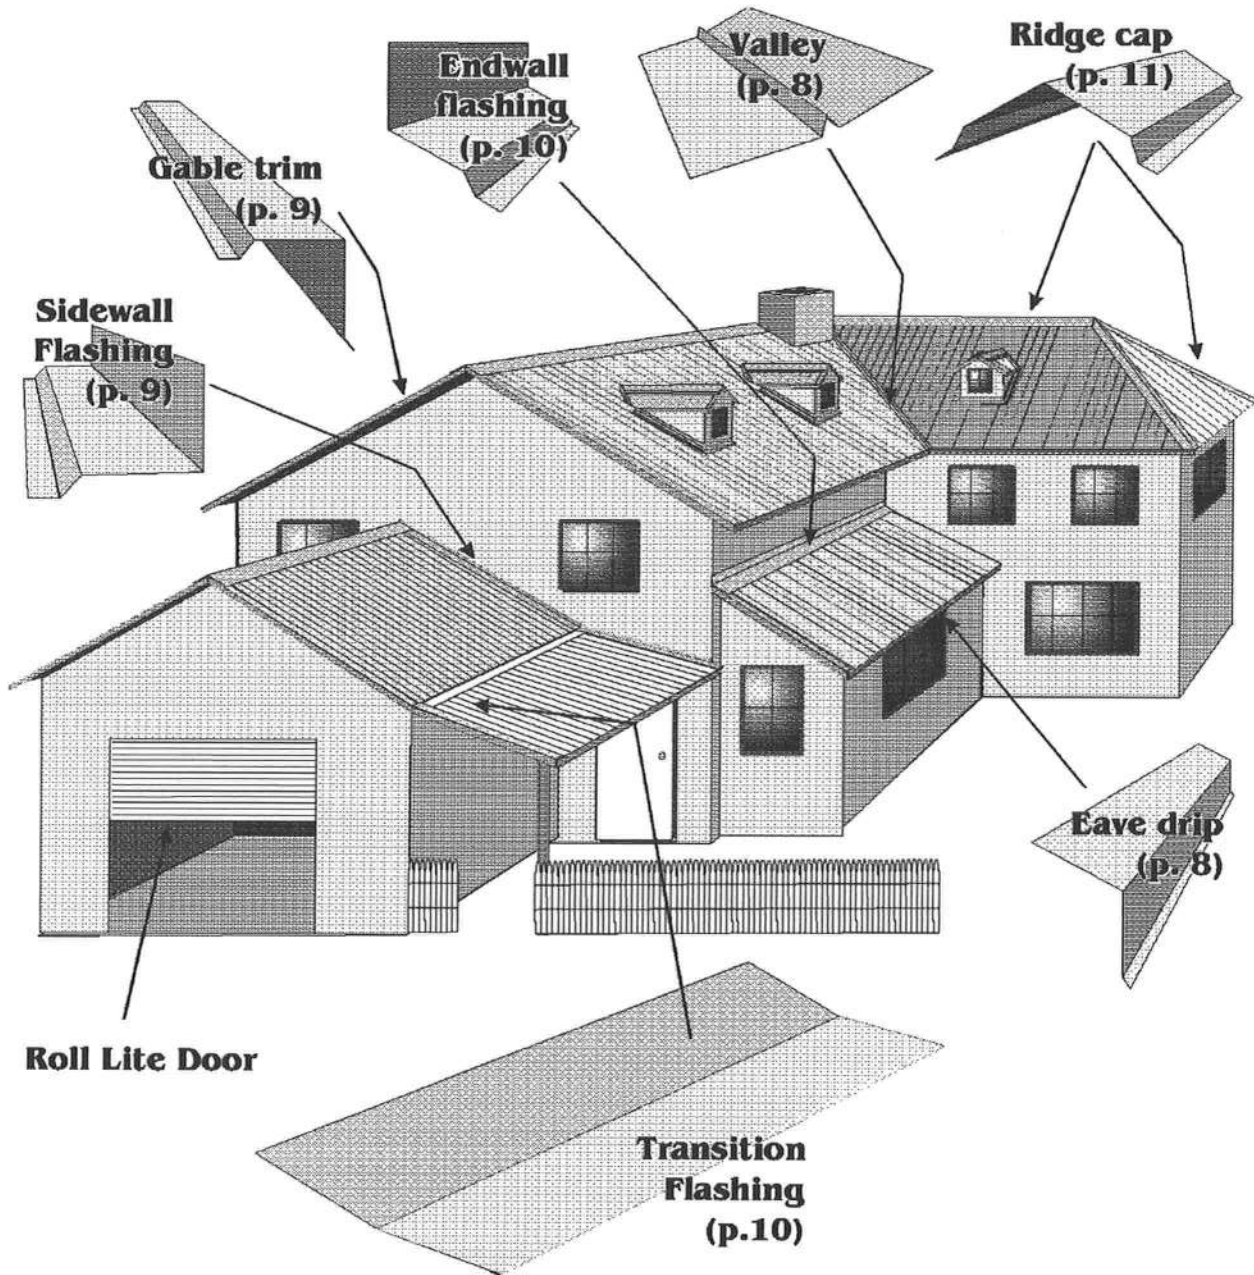 Endwall
flashing
(p. 10)
Valley
(p. 8)
Ridge cap
(p. 11)
Gable trim
(p. 9)
Sidewall
Flashing
(p. 9)
Eave drip
(p. 8)
Roll Lite Door
Transition
Flashing
(p.10)